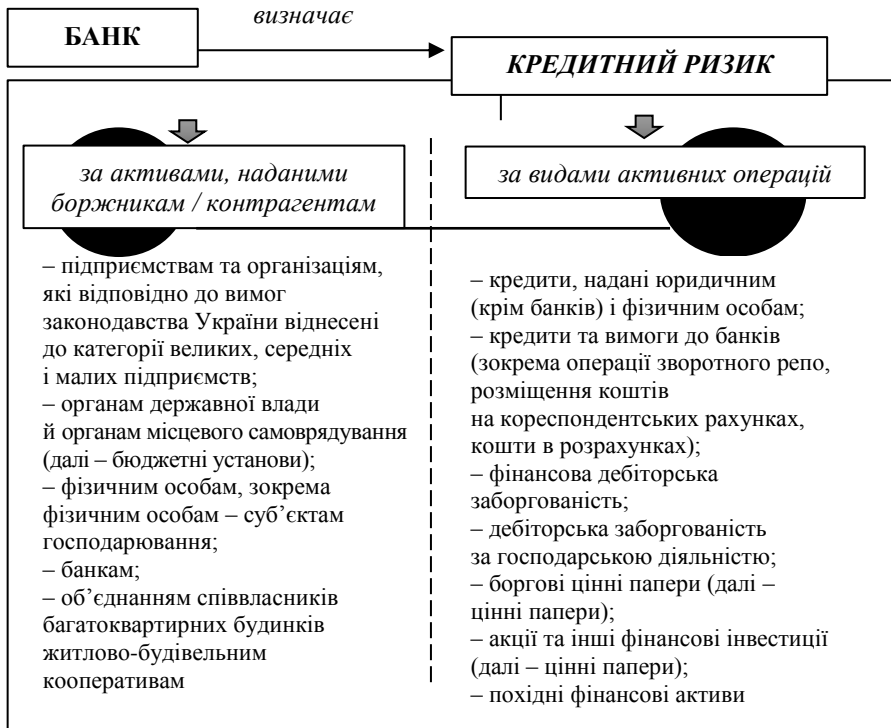 визначає
БАНК
КРЕДИТНИЙ РИЗИК
за активами, наданими
боржникам / контрагентам
– підприємствам та організаціям,
які відповідно до вимог
законодавства України віднесені
до категорії великих, середніх
і малих підприємств;
– органам державної влади
й органам місцевого самоврядування
(далі – бюджетні установи);
– фізичним особам, зокрема
фізичним особам – суб’єктам
господарювання;
– банкам;
– об’єднанням співвласників
багатоквартирних будинків
житлово-будівельним
кооперативам
за видами активних операцій
– кредити, надані юридичним
(крім банків) і фізичним особам;
– кредити та вимоги до банків
(зокрема операції зворотного репо,
розміщення коштів
на кореспондентських рахунках,
кошти в розрахунках);
– фінансова дебіторська
заборгованість;
– дебіторська заборгованість
за господарською діяльністю;
– боргові цінні папери (далі –
цінні папери);
– акції та інші фінансові інвестиції
(далі – цінні папери);
– похідні фінансові активи